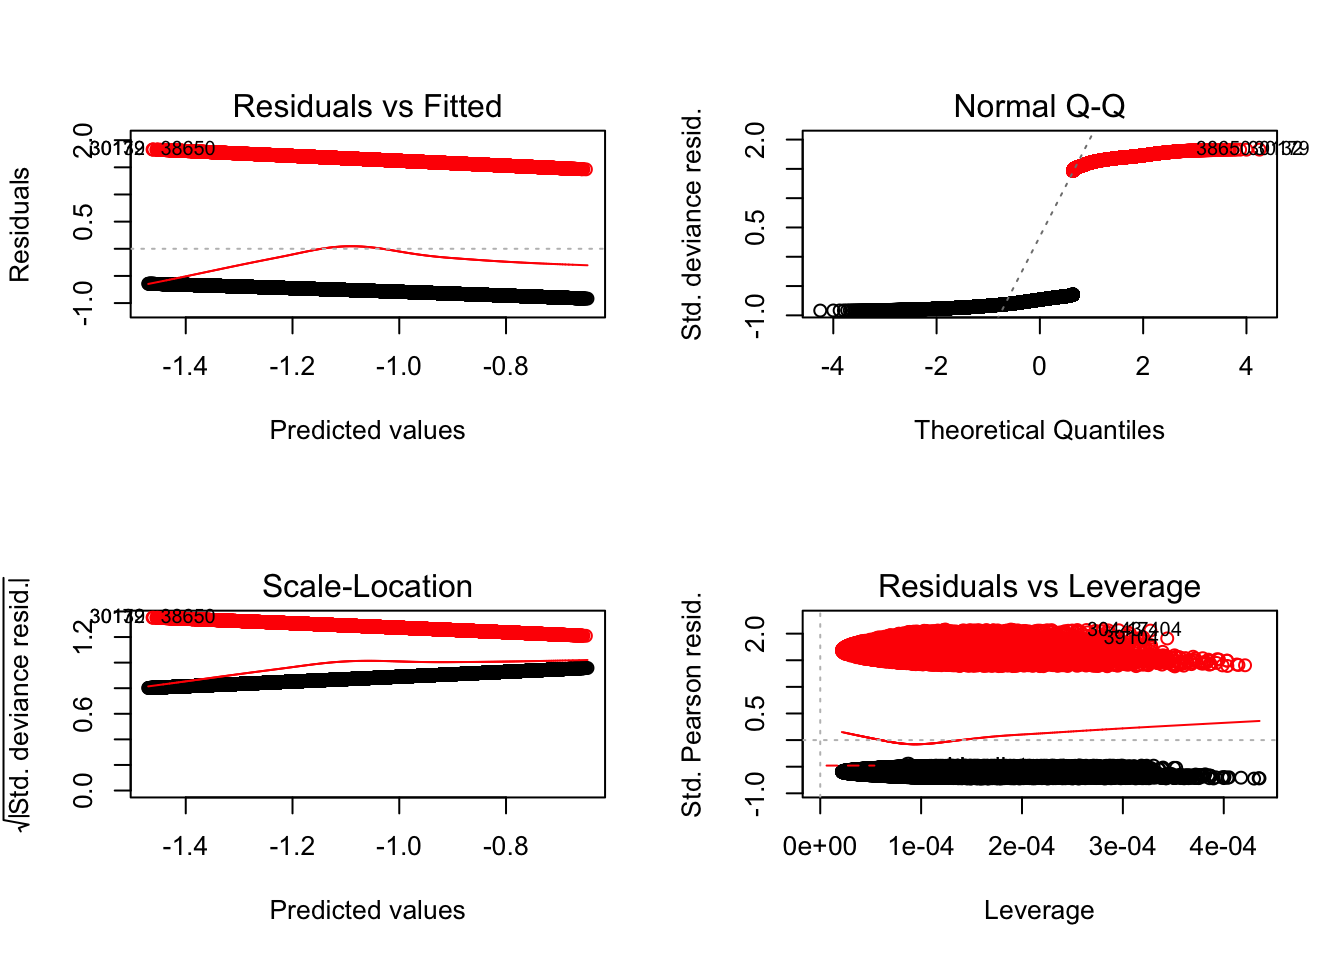 Residuals vs Fitted
Residuals
2.0
0.5
-1.0
38650
-1.4
-1.2
-1.0
-0.8
Predicted values
Normal Q-Q
Std. deviance resid.
2.0
0.5
-1.0
38650
-4
-2
0
2
4
Theoretical Quantiles
Scale-Location
√|Std. deviance resid.|
1.2
0.6
0.0
38650
-1.4
-1.2
-1.0
-0.8
Predicted values
Residuals vs Leverage
Std. Pearson resid.
2.0
0.5
-1.0
39104
0e+00
1e-04
2e-04
3e-04
4e-04
Leverage